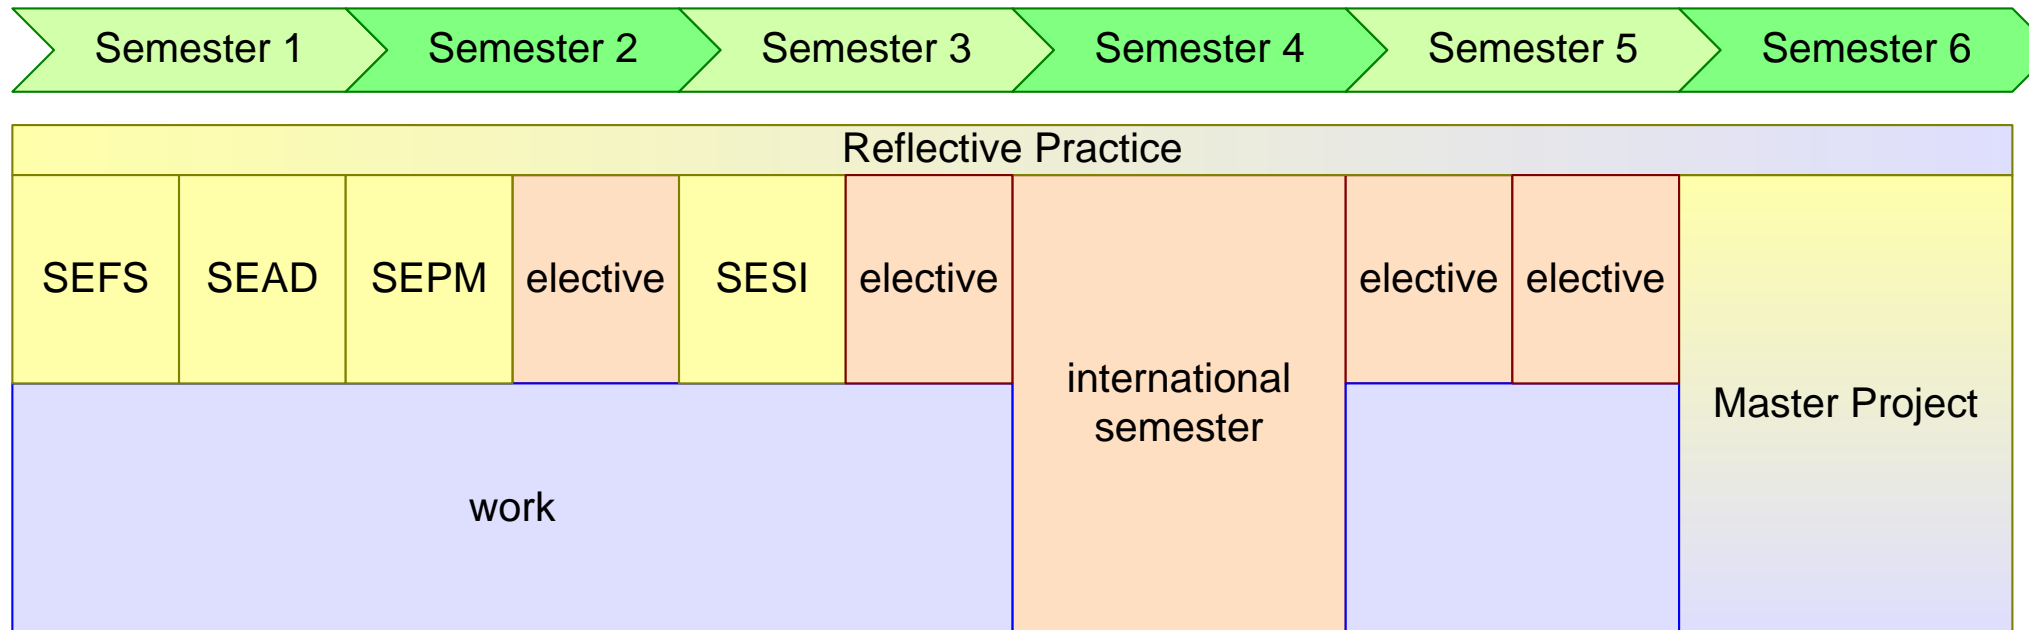 Semester 1
Semester 2
Semester 3
Semester 4
Semester 5
Semester 6
Reflective Practice
SEFS
SEAD
SEPM
elective
SESI
elective
international
semester
elective
elective
Master Project
work